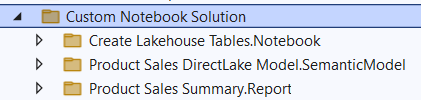 Custom Notebook Solution
Create Lakehouse Tables.Notebook
Product Sales DirectLake Model.SemanticModel
Product Sales Summary.Report